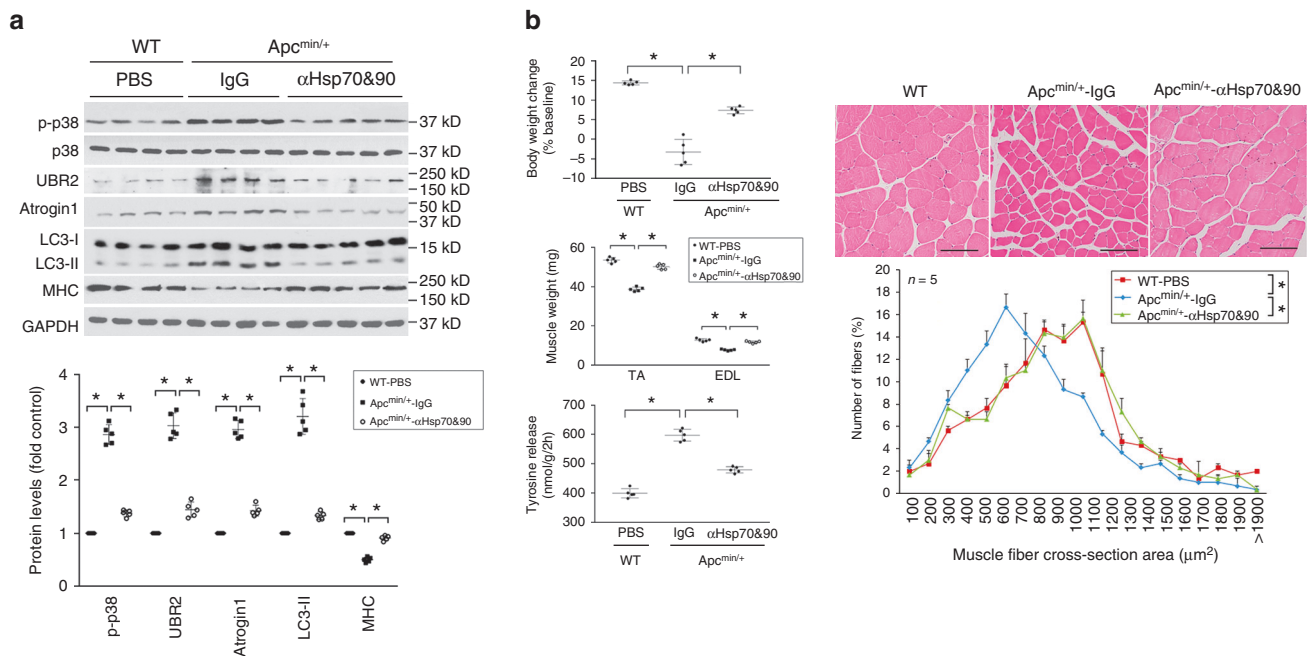 a
WT Apcmin/+
PBS IgG αHsp70&90
p-p38 37 kD
p38 37 kD
UBR2 250 kD
150 kD
Atrogin1 50 kD
37 kD
LC3-I 15 kD
LC3-II
MHC 250 kD
150 kD
GAPDH 37 kD
Protein levels (fold control)
4
3
2
1
0
* * * * * * * * * *
WT-PBS
Apcmin/+-IgG
Apcmin/+-αHsp70&90
p-p38
UBR2
Atrogin1
LC3-II
MHC
b
Body weight change
(% baseline)
20
15
10
5
0
−5
−10
* *
PBS IgG αHsp70&90
WT Apcmin/+
Muscle weight (mg)
60
40
20
0
* * * *
WT-PBS
Apcmin/+-IgG
Apcmin/+-αHsp70&90
TA EDL
Tyrosine release
(nmol/g/2h)
700
600
500
400
300
* *
PBS IgG αHsp70&90
WT Apcmin/+
WT Apcmin/+-IgG Apcmin/+-αHsp70&90
Number of fibers (%)
20
18
16
14
12
10
8
6
4
2
0
n = 5
WT-PBS
Apcmin/+-IgG
Apcmin/+-αHsp70&90
*
*
100
200
300
400
500
600
700
800
900
1000
1100
1200
1300
1400
1500
1600
1700
1800
1900
>1900
Muscle fiber cross-section area (μm²)